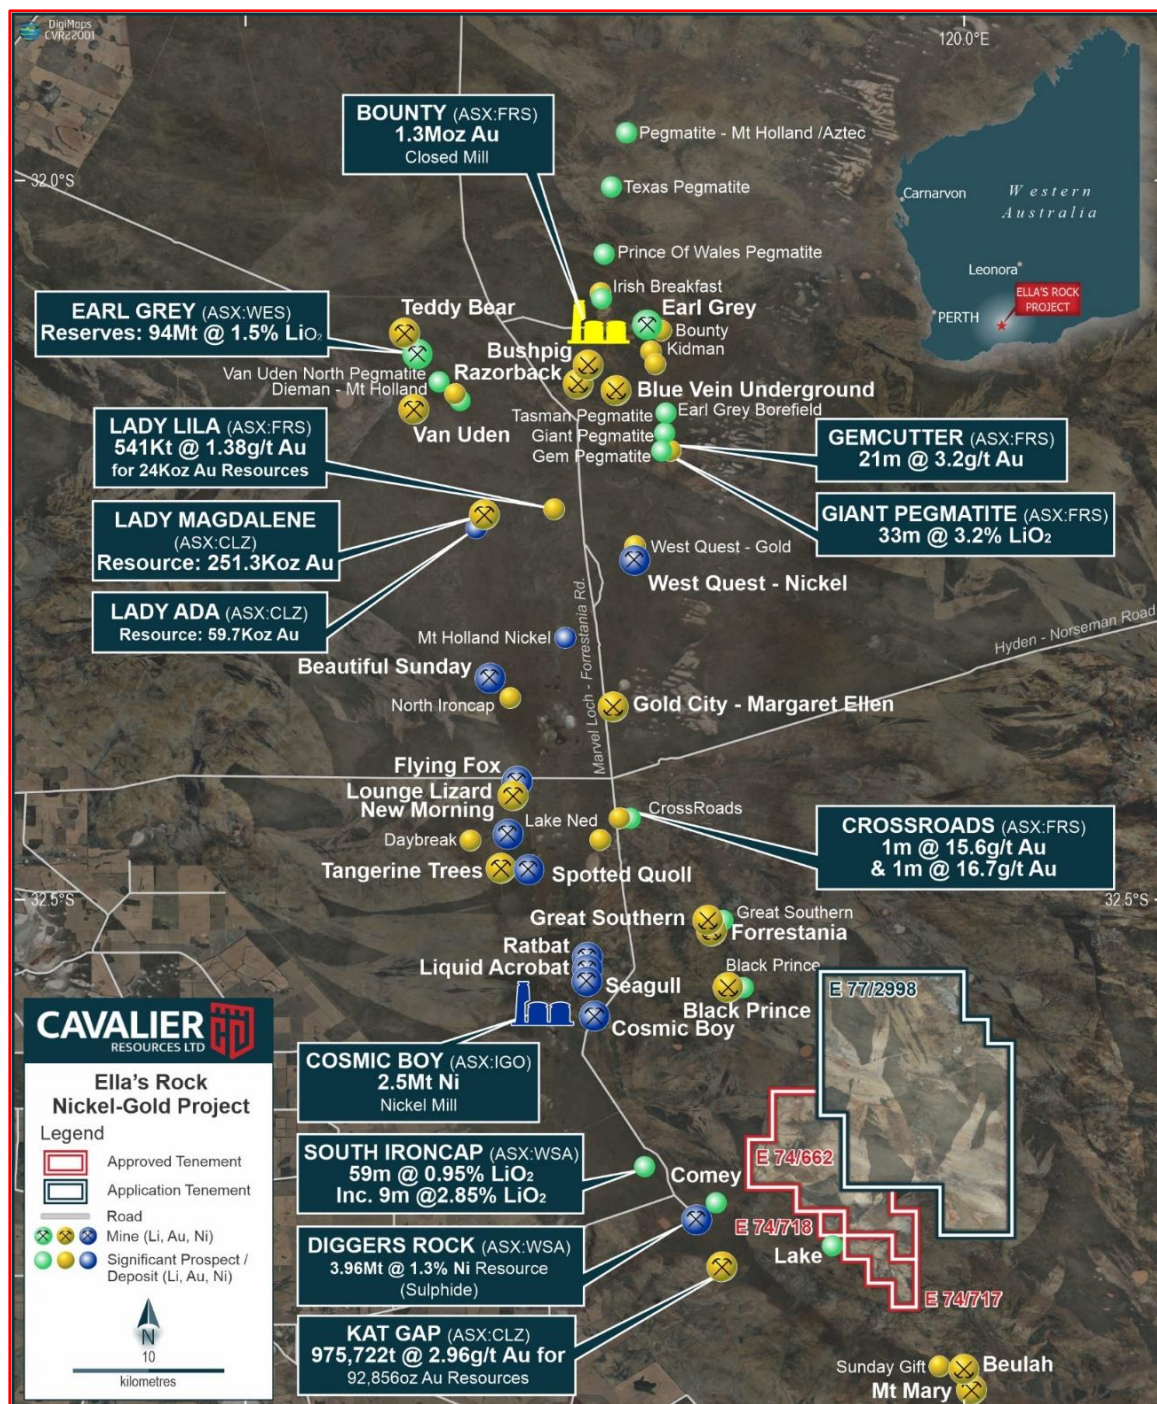 DigiMaps
CVR22001
120.0°E
BOUNTY (ASX:FRS)
1.3Moz Au
Closed Mill
Pegmatite - Mt Holland /Aztec
32.0°S
Texas Pegmatite
Carnarvon
Western
Australia
Prince Of Wales Pegmatite
Leonora
ELLA'S ROCK
PROJECT
PERTH
Irish Breakfast
EARL GREY (ASX:WES)
Reserves: 94Mt @ 1.5% LiO₂
Teddy Bear
Earl Grey
Bounty
Kidman
Bushpig
Razorback
Van Uden North Pegmatite
Dieman - Mt Holland
Blue Vein Underground
Van Uden
Tasman Pegmatite
Earl Grey Borefield
Giant Pegmatite
Gem Pegmatite
LADY LILA (ASX:FRS)
541Kt @ 1.38g/t Au
for 24Koz Au Resources
GEMCUTTER (ASX:FRS)
21m @ 3.2g/t Au
LADY MAGDALENE
(ASX:CLZ)
Resource: 251.3Koz Au
GIANT PEGMATITE (ASX:FRS)
33m @ 3.2% LiO₂
West Quest - Gold
West Quest - Nickel
LADY ADA (ASX:CLZ)
Resource: 59.7Koz Au
Mt Holland Nickel
Marvel Loch - Forrestania Rd.
Hyden - Norseman Road
Beautiful Sunday
North Ironcap
Gold City - Margaret Ellen
Flying Fox
Lounge Lizard
New Morning
Lake Ned
CrossRoads
Daybreak
CROSSROADS (ASX:FRS)
1m @ 15.6g/t Au
& 1m @ 16.7g/t Au
Tangerine Trees
Spotted Quoll
32.5°S
32.5°S
Great Southern
Great Southern
Forrestania
Ratbat
Liquid Acrobat
Seagull
Black Prince
Black Prince
Cosmic Boy
E 77/2998
CAVALIER
RESOURCES LTD
Ella's Rock
Nickel-Gold Project
Legend
Approved Tenement
Application Tenement
Road
Mine (Li, Au, Ni)
Significant Prospect /
Deposit (Li, Au, Ni)
N
10
kilometres
COSMIC BOY (ASX:IGO)
2.5Mt Ni
Nickel Mill
SOUTH IRONCAP (ASX:WSA)
59m @ 0.95% LiO₂
Inc. 9m @2.85% LiO₂
E 74/662
Comey
E 74/718
Lake
DIGGERS ROCK (ASX:WSA)
3.96Mt @ 1.3% Ni Resource
(Sulphide)
E 74/717
KAT GAP (ASX:CLZ)
975,722t @ 2.96g/t Au for
92,856oz Au Resources
Sunday Gift
Beulah
Mt Mary